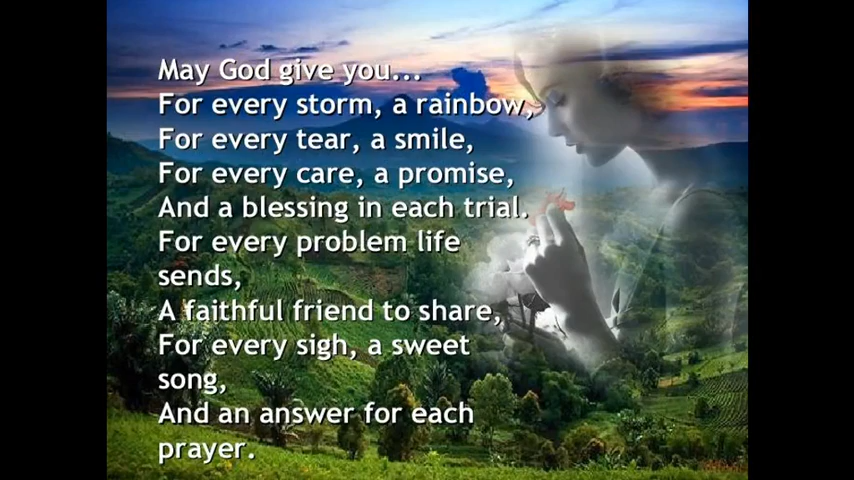 May God give you...
For every storm, a rainbow,
For every tear, a smile,
For every care, a promise,
And a blessing in each trial.
For every problem life
sends,
A faithful friend to share,
For every sigh, a sweet
song,
And an answer for each
prayer.